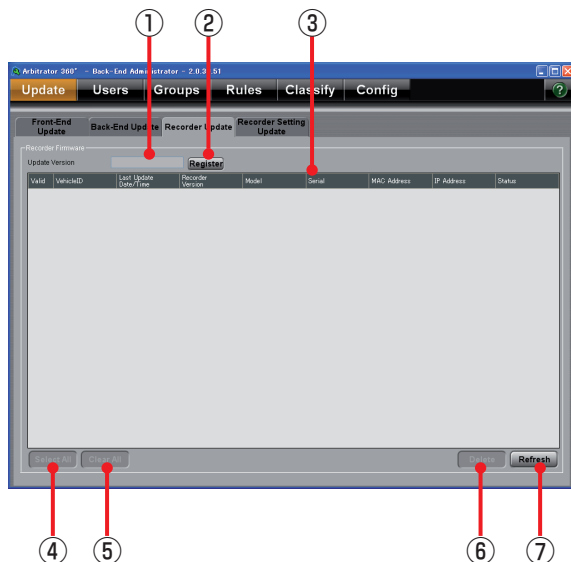 ① ② ③
Arbitrator 360° - Back-End Administrator - 2.0.3 .51
Update Users Groups Rules Classify Config ?
Front-End Update Back-End Update Recorder Update Recorder Setting Update
Recorder Firmware
Update Version Register
Valid VehicleID Last Update Date/Time Recorder Version Model Serial MAC Address IP Address Status
Select All Clear All Delete Refresh
④ ⑤ ⑥ ⑦